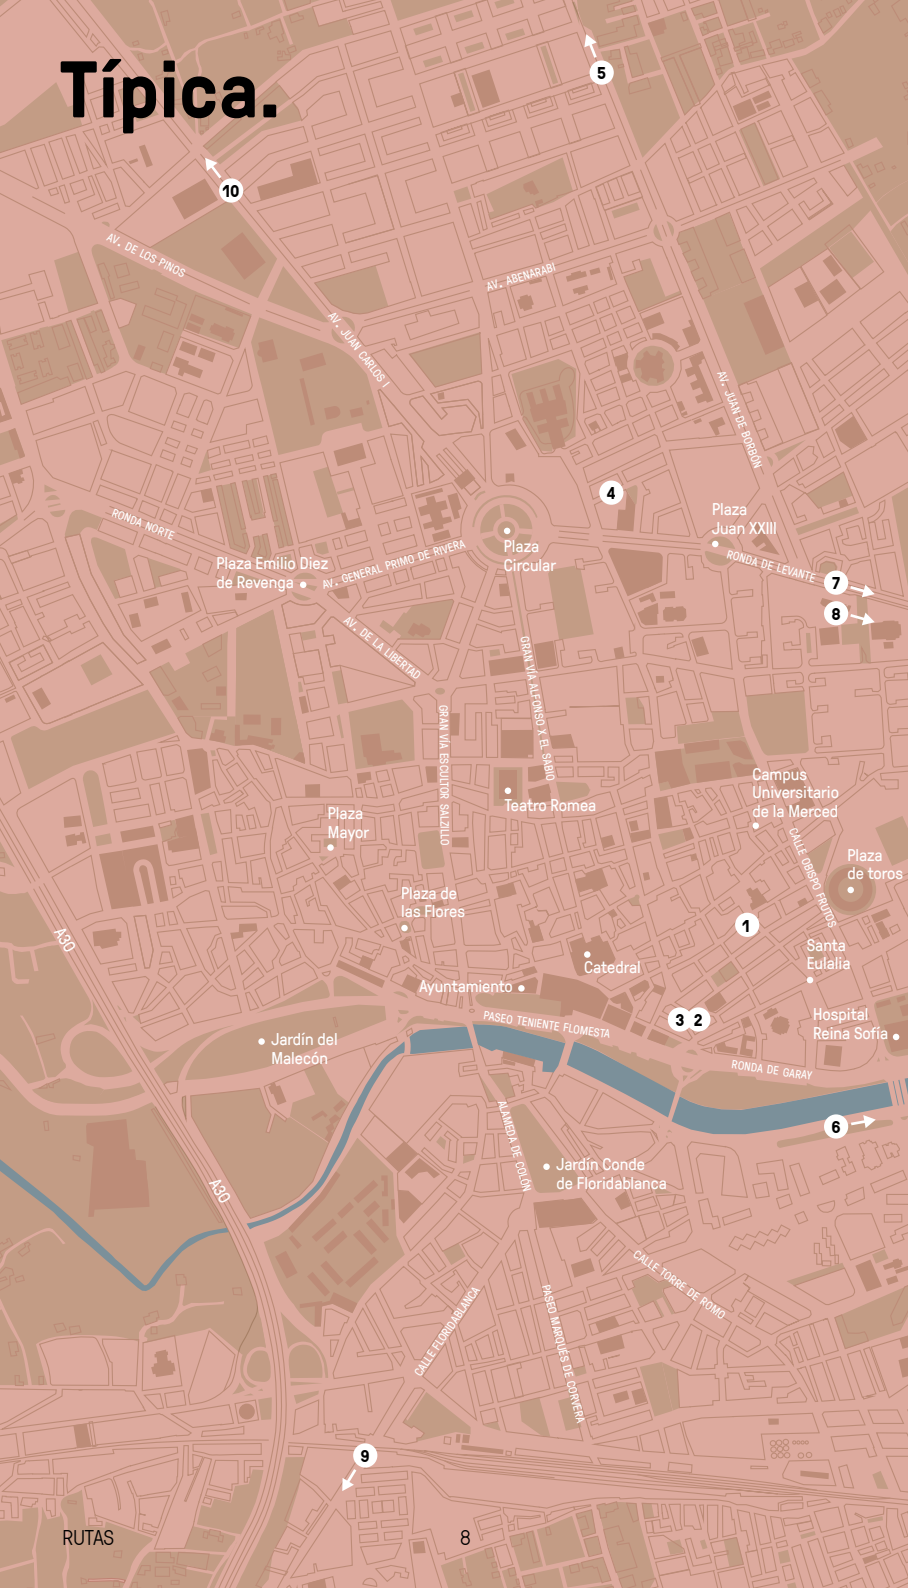 Típica.
5
10
AV. DE LOS PINOS
AV. ABENARABI
AV. JUAN CARLOS I
AV. JUAN DE BORBÓN
4
RONDA NORTE
Plaza
Juan XXIII
Plaza
Circular
Plaza Emilio Diez
de Revenga
AV. GENERAL PRIMO DE RIVERA
RONDA DE LEVANTE
7
8
AV. DE LA LIBERTAD
GRAN VÍA ALFONSO X EL SABIO
GRAN VÍA ESCULTOR SALZILLO
Campus
Universitario
de la Merced
Teatro Romea
Plaza
Mayor
CALLE OBISPO FRUTOS
Plaza
de toros
Plaza de
las Flores
1
A30
Santa
Eulalia
Catedral
Ayuntamiento
PASEO TENIENTE FLOMESTA
3
2
Hospital
Reina Sofía
Jardín del
Malecón
RONDA DE GARAY
ALAMEDA DE COLÓN
6
Jardín Conde
de Floridablanca
A30
CALLE TORRE DE ROMO
CALLE FLORIDABLANCA
PASEO MARQUÉS DE CORVERA
9
RUTAS
8